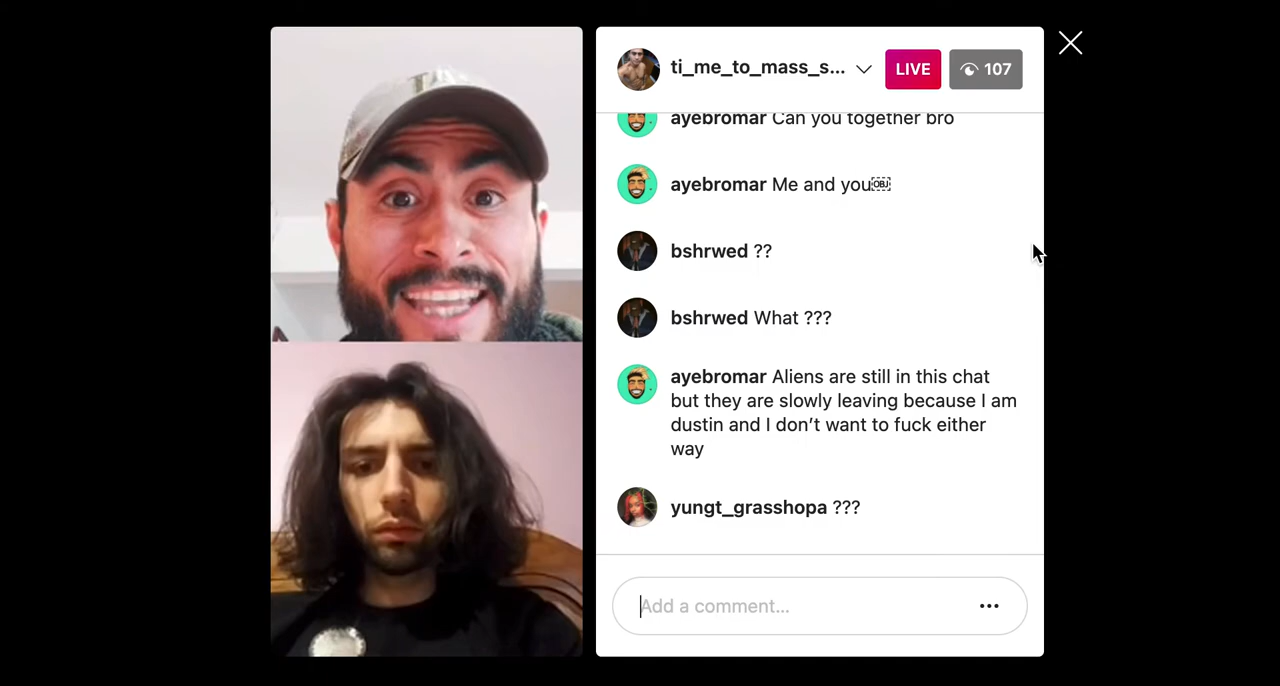 ti_me_to_mass_s...
LIVE
107
ayebromar Can you together bro
ayebromar Me and you￼
bshrwed ??
bshrwed What ???
ayebromar Aliens are still in this chat
but they are slowly leaving because I am
dustin and I don’t want to fuck either
way
yungt_grasshopa ???
Add a comment...